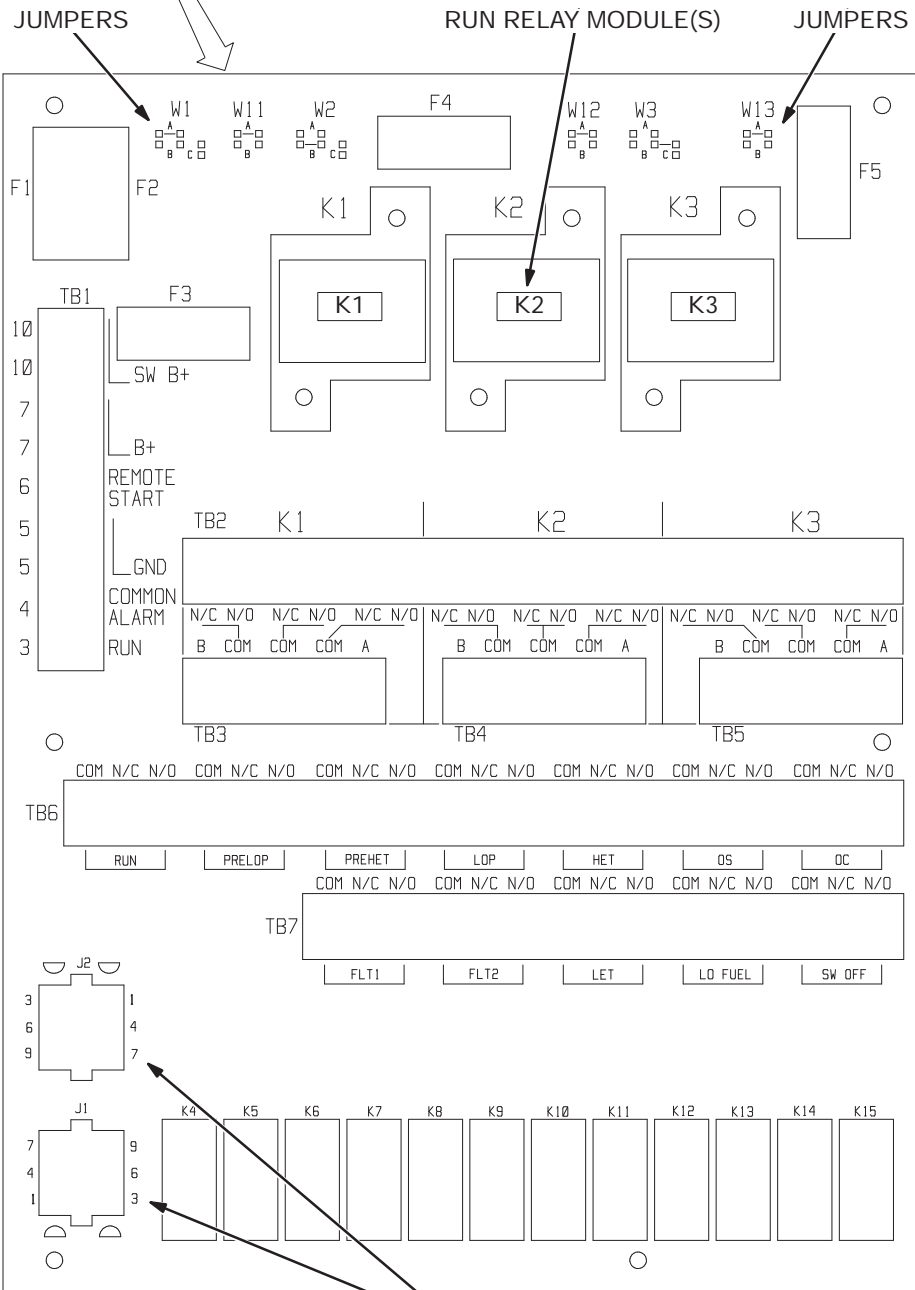 JUMPERS RUN RELAY MODULE(S) JUMPERS
W1 W11 W2 F4 W12 W3 W13
A A A A A A
B C B B C B B C B
F1 F2 F5
K1 K2 K3
K1 K2 K3
TB1 F3
10
10 SW B+
7
7 B+
6 REMOTE START
5
5 GND
4 COMMON ALARM
3 RUN
TB2 K1 K2 K3
N/C N/O N/C N/O N/C N/O N/C N/O N/C N/O N/C N/O N/C N/O N/C N/O N/C N/O
B COM COM COM A B COM COM COM A B COM COM COM A
TB3 TB4 TB5
COM N/C N/O COM N/C N/O COM N/C N/O COM N/C N/O COM N/C N/O COM N/C N/O COM N/C N/O
TB6
RUN PRELOP PREHET LOP HET OS OC
COM N/C N/O COM N/C N/O COM N/C N/O COM N/C N/O COM N/C N/O
TB7
FLT1 FLT2 LET LO FUEL SW OFF
J2
3 1
6 4
9 7
J1
7 9
4 6
1 3
K4 K5 K6 K7 K8 K9 K10 K11 K12 K13 K14 K15